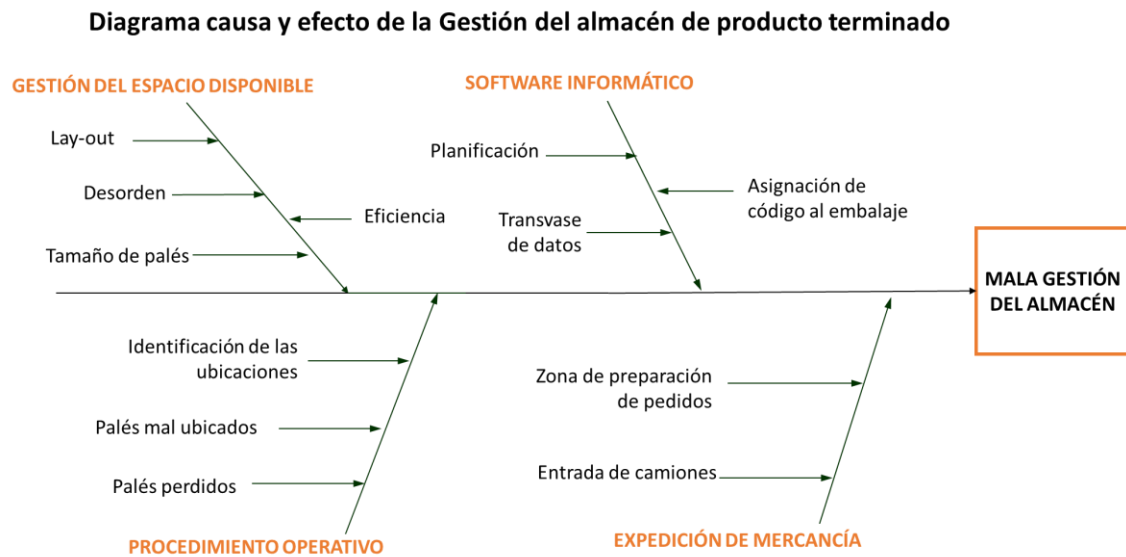 Diagrama causa y efecto de la Gestión del almacén de producto terminado
GESTIÓN DEL ESPACIO DISPONIBLE
Lay-out
Desorden
Eficiencia
Tamaño de palés
SOFTWARE INFORMÁTICO
Planificación
Asignación de
código al embalaje
Transvase
de datos
MALA GESTIÓN
DEL ALMACÉN
Identificación de las
ubicaciones
Palés mal ubicados
Palés perdidos
PROCEDIMIENTO OPERATIVO
Zona de preparación
de pedidos
Entrada de camiones
EXPEDICIÓN DE MERCANCÍA